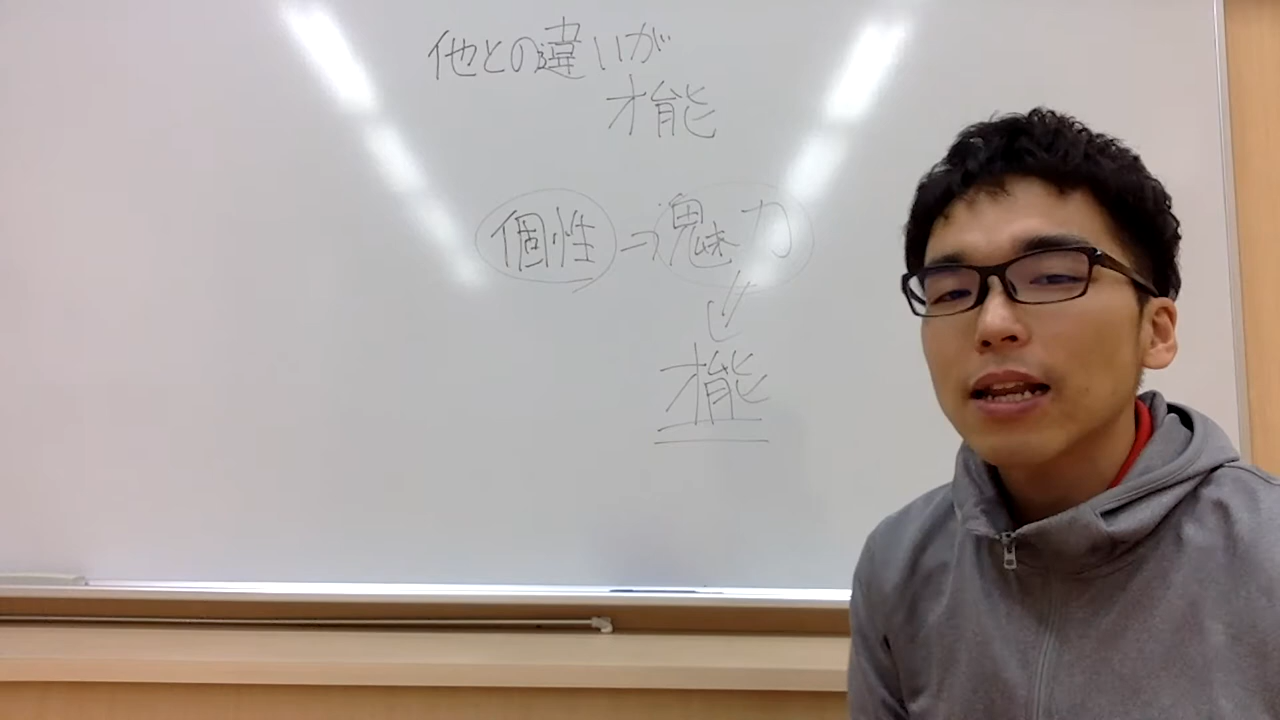 他との違いが
才能
個性⇒魅力
⇓
才能